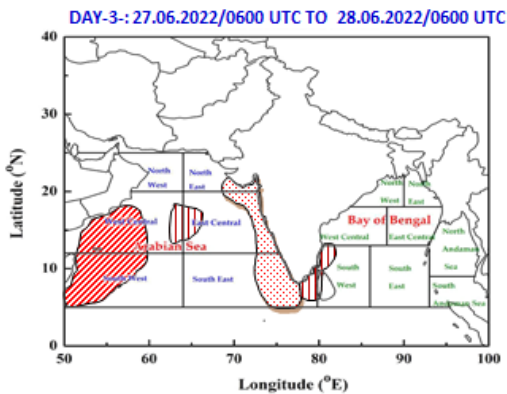 DAY-3-: 27.06.2022/0600 UTC TO 28.06.2022/0600 UTC
40
30
20
10
0
Latitude (°N)
North
West
North
East
West Central
East Central
Arabian Sea
South West
South East
North
West
North
East
Bay of Bengal
West Central
East Central
North
Andaman
Sea
South
West
South
East
South
Andaman Sea
50
60
70
80
90
100
Longitude (°E)